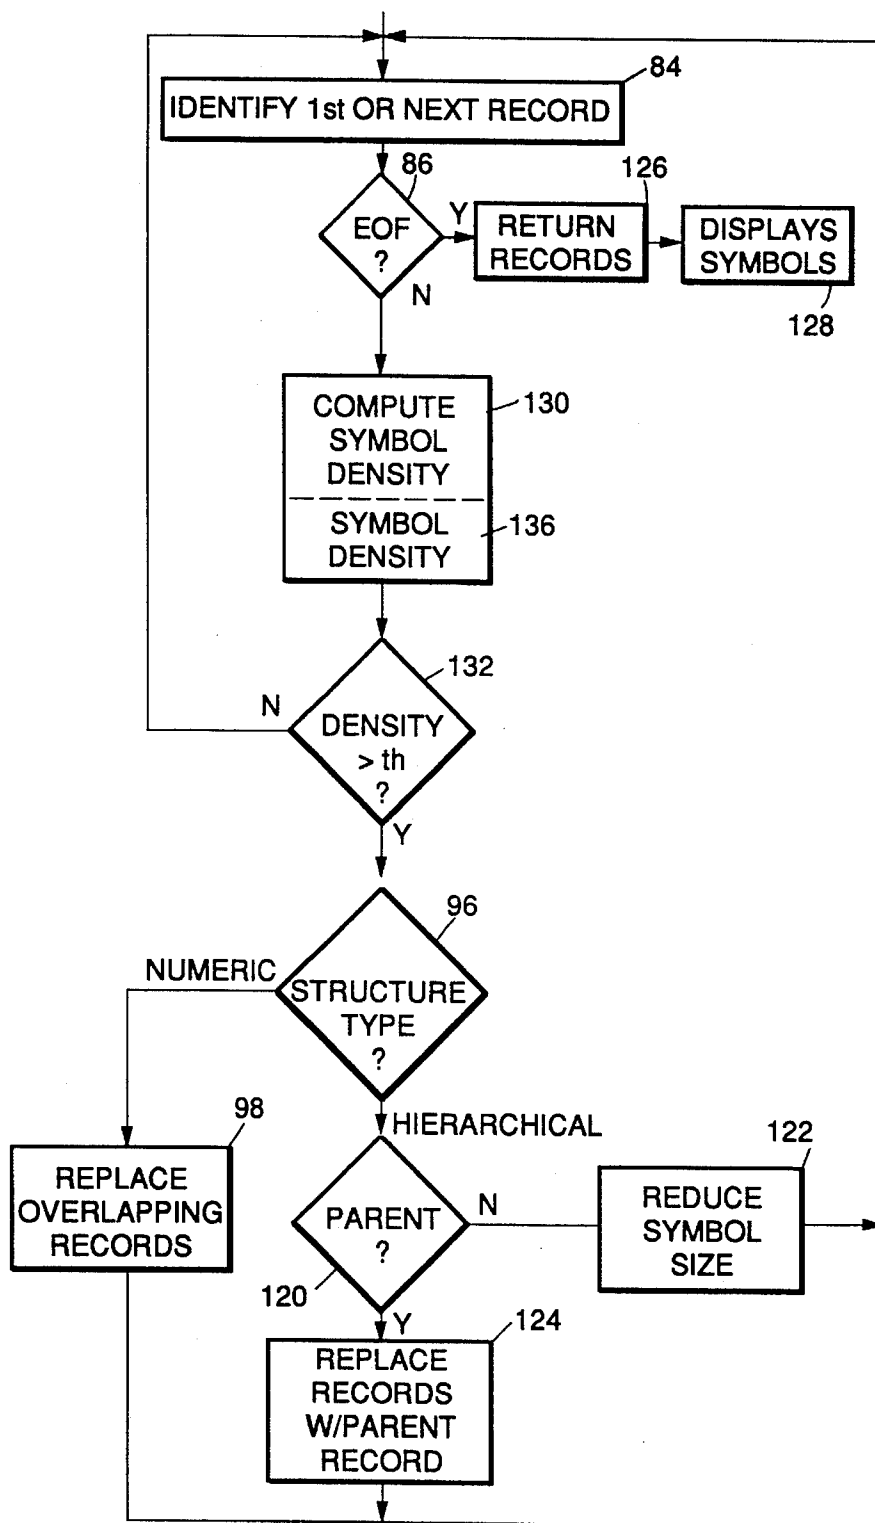 84
IDENTIFY 1st OR NEXT RECORD
86
EOF
?
Y
N
126
RETURN
RECORDS
DISPLAYS
SYMBOLS
128
COMPUTE
SYMBOL
DENSITY
130
SYMBOL
DENSITY
136
132
N
DENSITY
> th
?
Y
96
NUMERIC
STRUCTURE
TYPE
?
HIERARCHICAL
98
REPLACE
OVERLAPPING
RECORDS
PARENT
?
N
120
Y
122
REDUCE
SYMBOL
SIZE
124
REPLACE
RECORDS
W/PARENT
RECORD